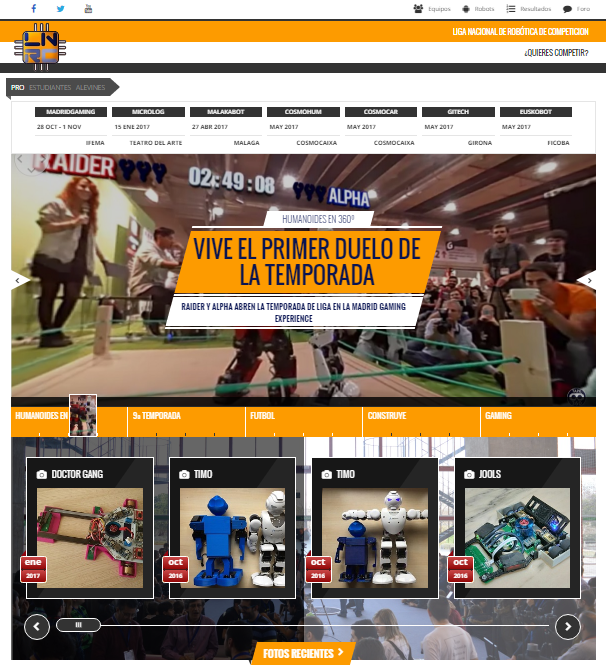 Equipos Robots Resultados Foro
LIGA NACIONAL DE ROBÓTICA DE COMPETICION
LNRC
¿QUIERES COMPETIR?
PRO ESTUDIANTES ALEVINES
MADRIDGAMING MICROLOG MALAKABOT COSMOHUM COSMOCAR GITECH EUSKOBOT
28 OCT - 1 NOV 15 ENE 2017 27 ABR 2017 MAY 2017 MAY 2017 MAY 2017 MAY 2017
IFEMA TEATRO DEL ARTE MALAGA COSMOCAIXA COSMOCAIXA GIRONA FICOBA
RAIDER 02:49:08 ALPHA
HUMANOIDES EN 360º
VIVE EL PRIMER DUELO DE
LA TEMPORADA
RAIDER Y ALPHA ABREN LA TEMPORADA DE LIGA EN LA MADRID GAMING
EXPERIENCE
HUMANOIDES EN 9ª TEMPORADA FUTBOL CONSTRUYE GAMING
DOCTOR GANG TIMO TIMO JOOLS
ene oct oct oct
2017 2016 2016 2016
FOTOS RECIENTES